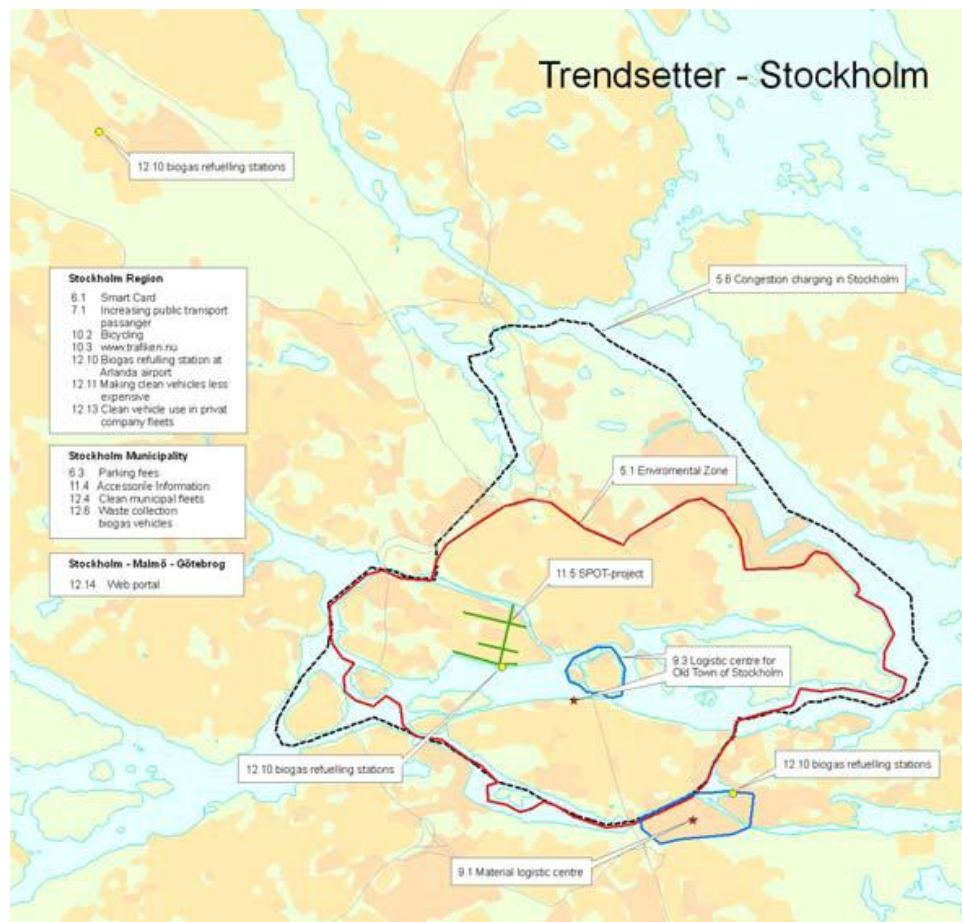 Trendsetter - Stockholm
12.10 biogas refuelling stations
5.6 Congestion charging in Stockholm
Stockholm Region
6.1 Smart Card
7.1 Increasing public transport
passanger
10.2 Bicycling
10.3 www.trafiken.nu
12.10 Biogas refulling station at
Arlanda airport
12.11 Making clean vehicles less
expensive
12.13 Clean vehicle use in privat
company fleets
Stockholm Municipality
6.3 Parking fees
11.4 Accessonle Information
12.4 Clean municipal fleets
12.6 Waste collection
biogas vehicles
Stockholm - Malmö - Götebrog
12.14 Web portal
5.1 Enviromental Zone
11.5 SPOT-project
9.3 Logistic centre for
Old Town of Stockholm
12.10 biogas refuelling stations
12.10 biogas refuelling stations
9.1 Material logistic centre